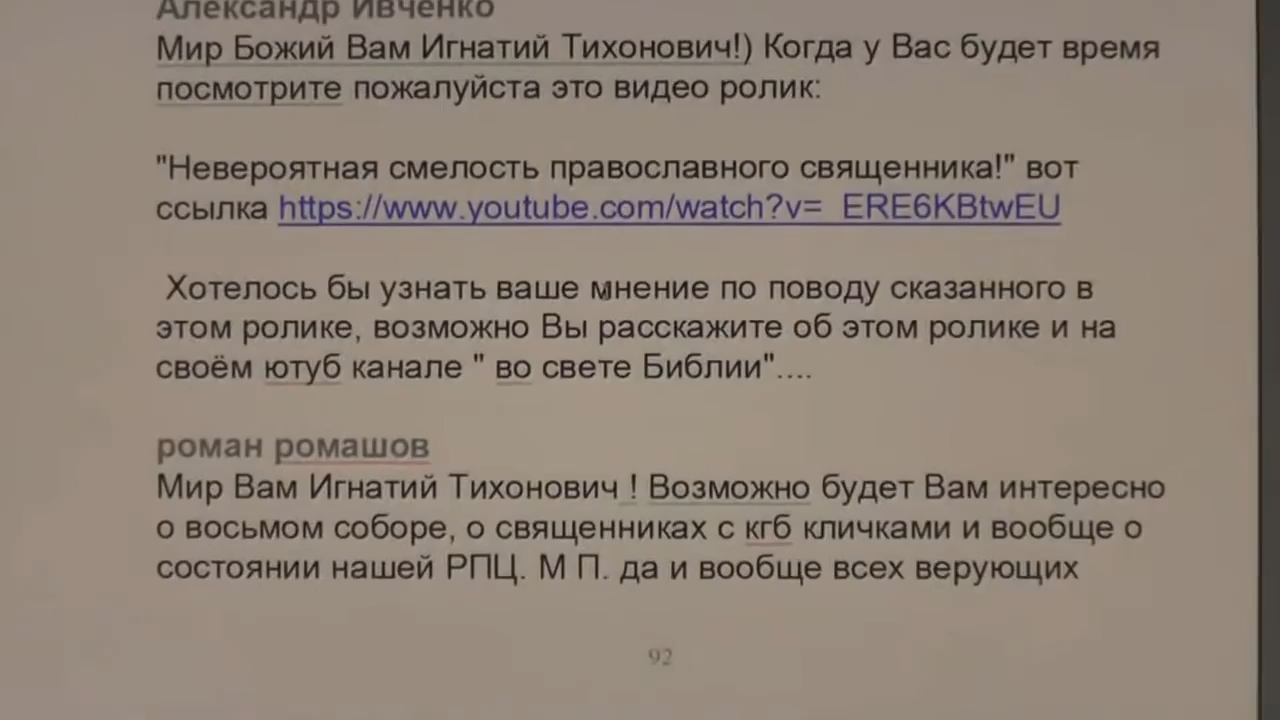 Александр Ивченко
Мир Божий Вам Игнатий Тихонович!) Когда у Вас будет время
посмотрите пожалуйста это видео ролик:
"Невероятная смелость православного священника!" вот
ссылка https://www.youtube.com/watch?v=_ERE6KBtwEU
Хотелось бы узнать ваше мнение по поводу сказанного в
этом ролике, возможно Вы расскажите об этом ролике и на
своём ютуб канале " во свете Библии"....
роман ромашов
Мир Вам Игнатий Тихонович ! Возможно будет Вам интересно
о восьмом соборе, о священниках с кгб кличками и вообще о
состоянии нашей РПЦ. М П. да и вообще всех верующих
92